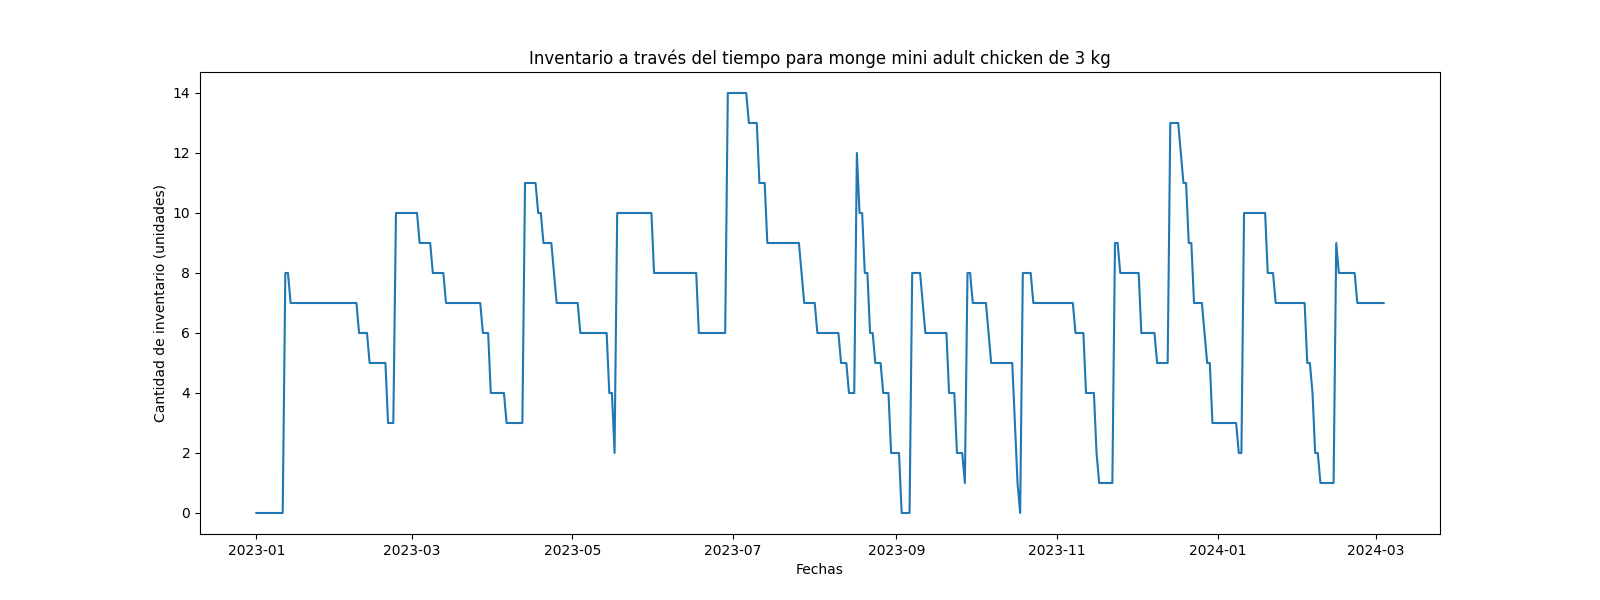 Inventario a través del tiempo para monge mini adult chicken de 3 kg
Cantidad de inventario (unidades)
14
12
10
8
6
4
2
0
2023-01 2023-03 2023-05 2023-07 2023-09 2023-11 2024-01 2024-03
Fechas